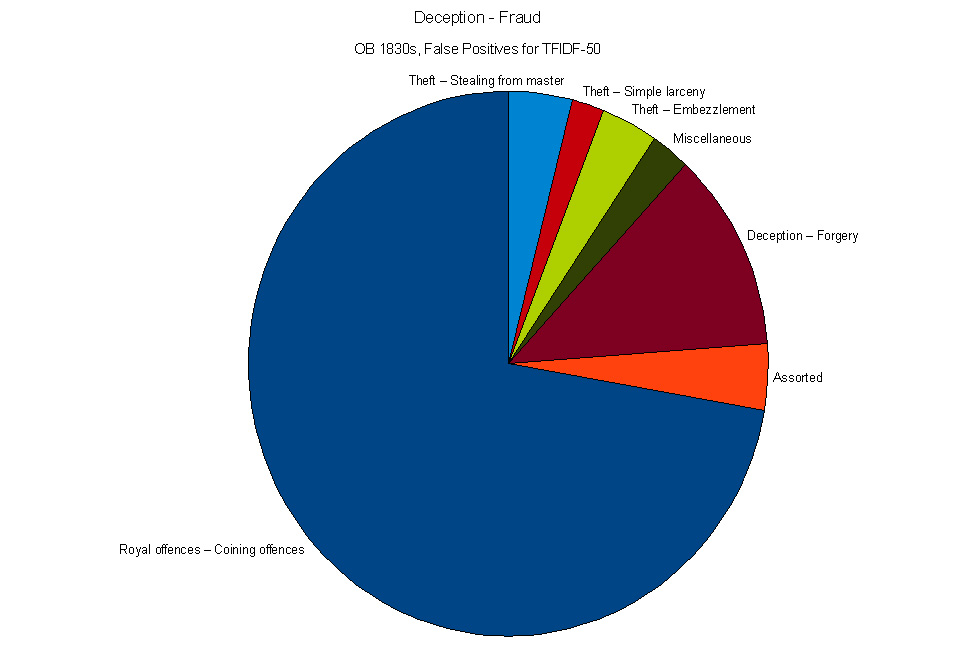 Deception - Fraud
OB 1830s, False Positives for TFIDF-50
Theft – Stealing from master
Theft – Simple larceny
Theft – Embezzlement
Miscellaneous
Deception – Forgery
Assorted
Royal offences – Coining offences